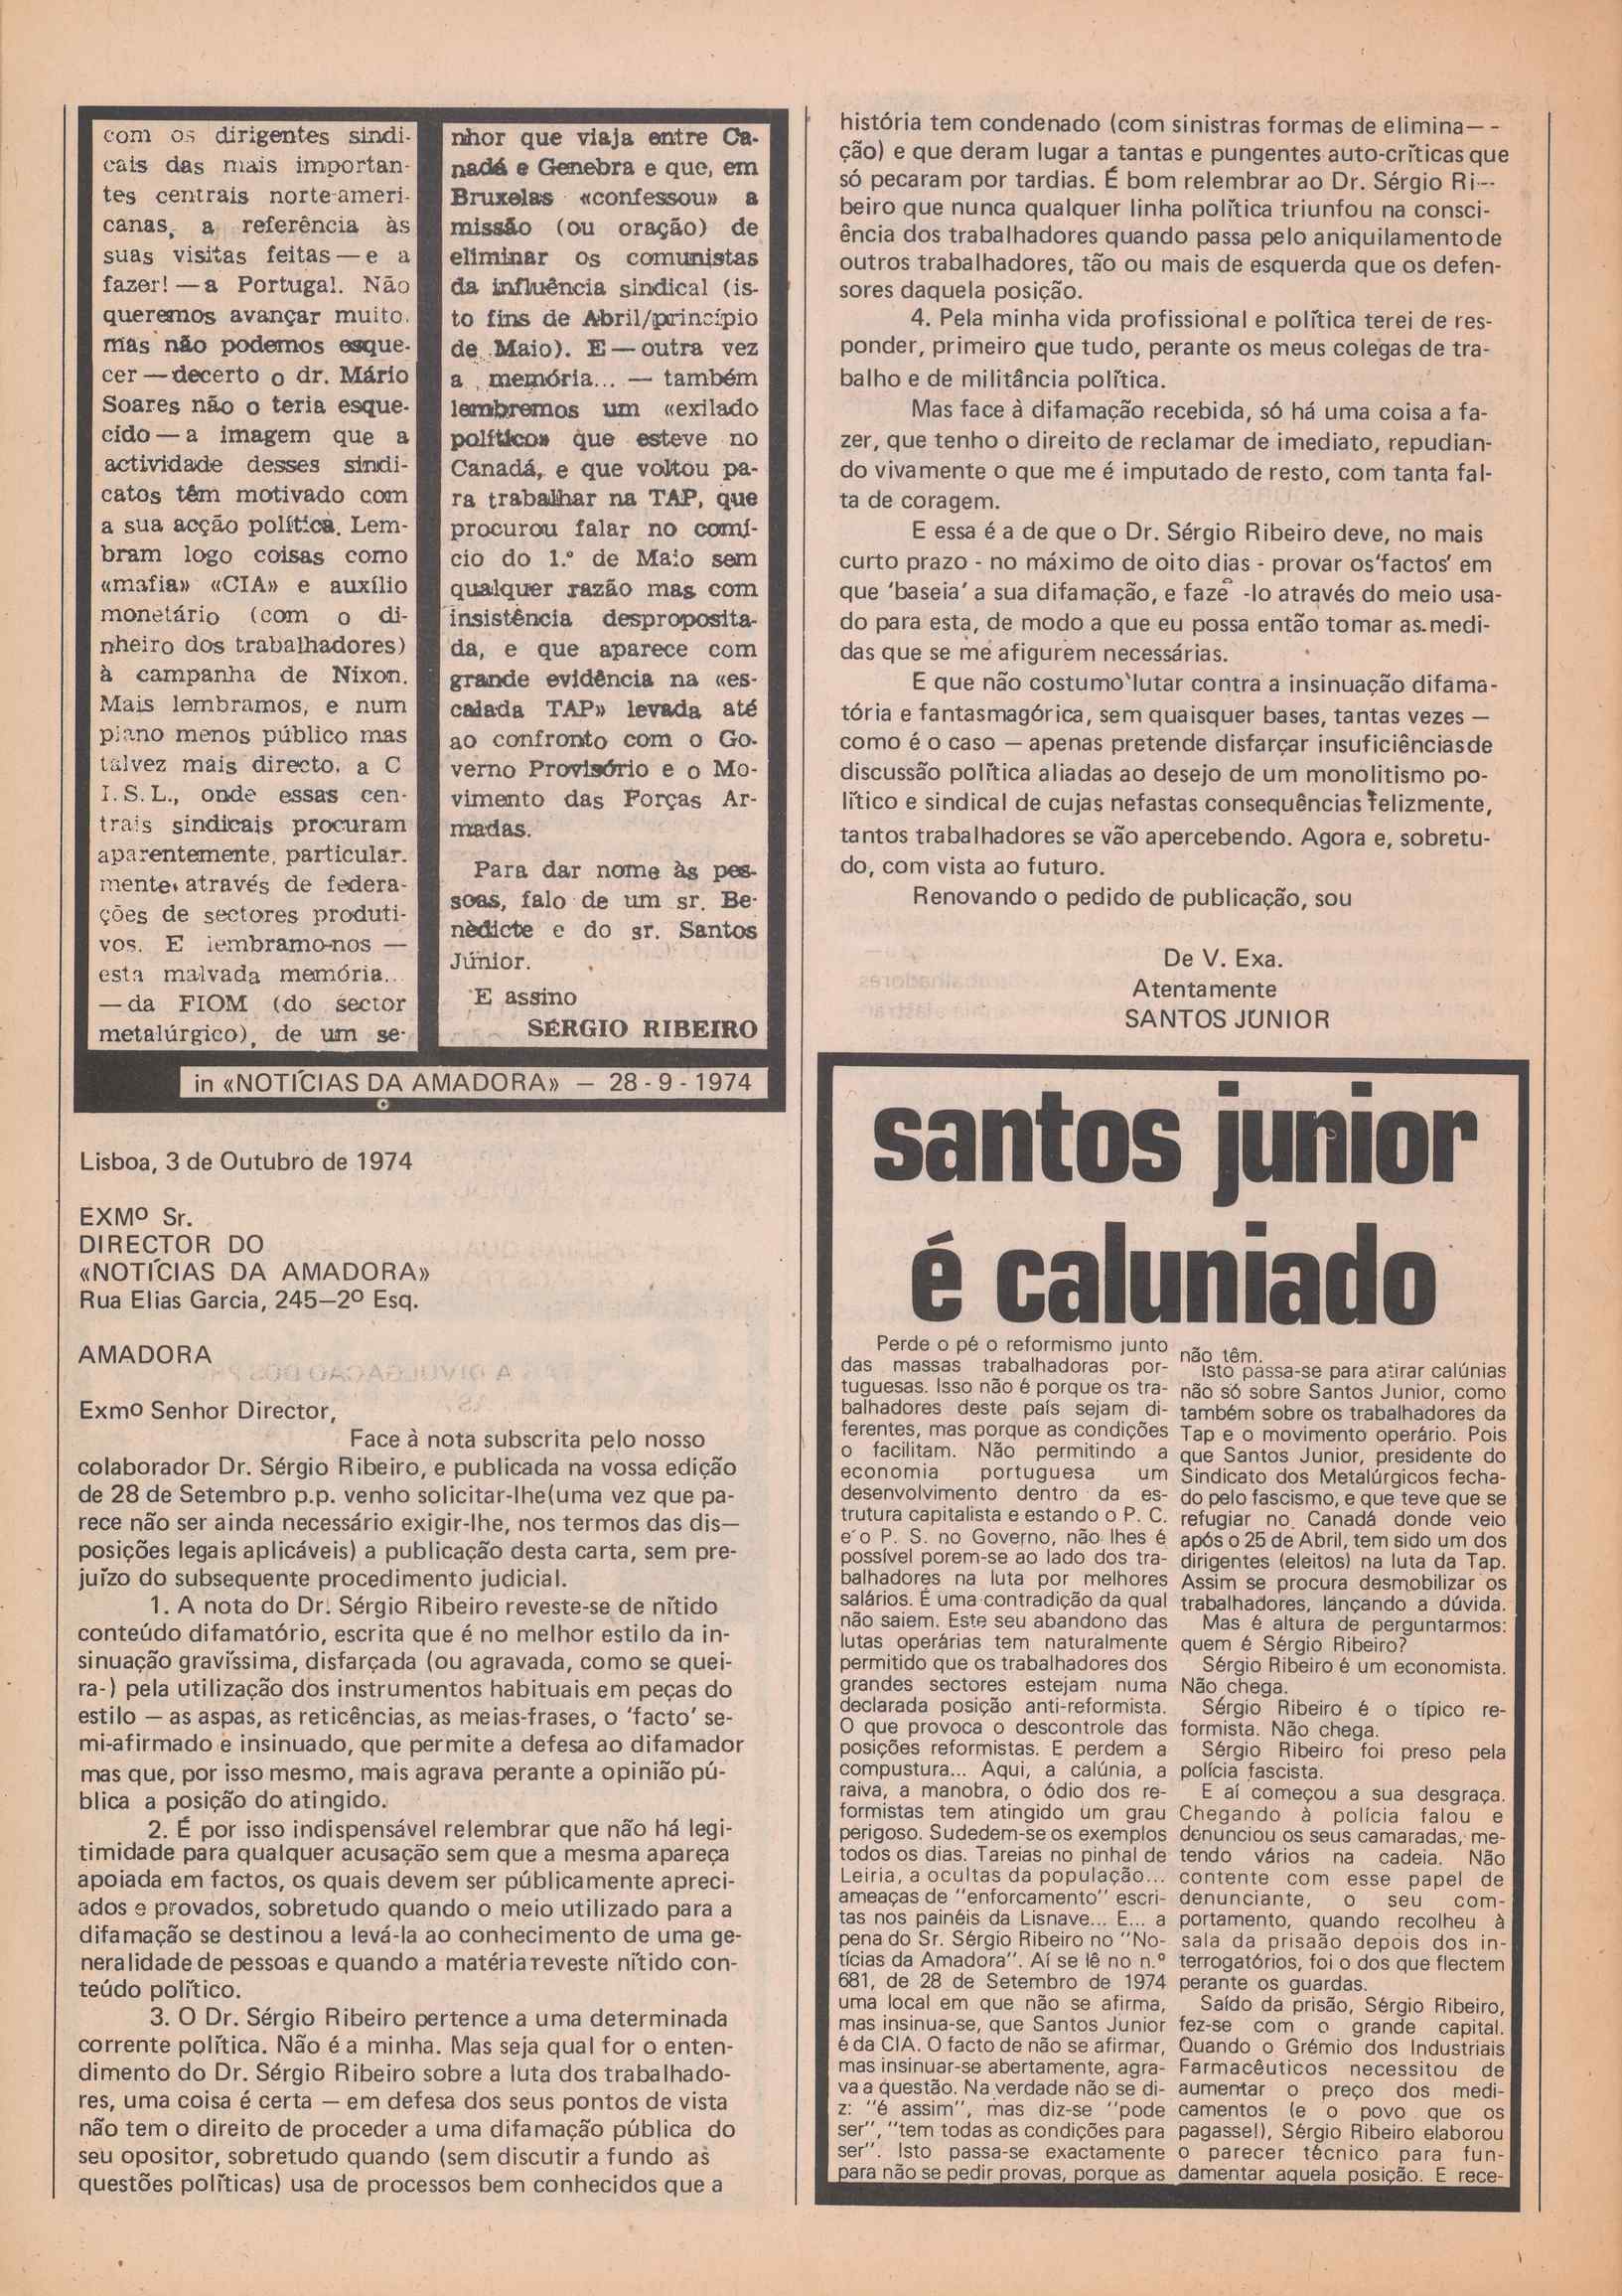 com os dirigentes sindi-
cais das mais importan-
tes centrais norte-ameri-
canas, a referência às
suas visitas feitas — e a
fazer! — a Portugal. Não
queremos avançar muito,
mas não podemos esque-
cer — decerto o dr. Mário
Soares não o teria esque-
cido — a imagem que a
actividade desses sindi-
catos têm motivado com
a sua acção política. Lem-
bram logo coisas como
«mafia» «CIA» e auxílio
monetário (com o di-
nheiro dos trabalhadores)
à campanha de Nixon.
Mais lembramos, e num
plano menos público mas
talvez mais directo, a C
I. S. L., onde essas cen-
trais sindicais procuram
aparentemente, particular.
mente, através de federa-
ções de sectores produti-
vos. E lembramo-nos —
esta malvada memória...
— da FIOM (do sector
metalúrgico), de um se-
nhor que viaja entre Ca-
nadá e Genebra e que, em
Bruxelas «confessou» a
missão (ou oração) de
eliminar os comunistas
da influência sindical (is-
to fins de Abril/princípio
de Maio). E — outra vez
a memória... — também
lembremos um «exilado
político» que esteve no
Canadá, e que voltou pa-
ra trabalhar na TAP, que
procurou falar no comí-
cio do 1.º de Maio sem
qualquer razão mas com
insistência desproposita-
da, e que aparece com
grande evidência na «es-
calada TAP» levada até
ao confronto com o Go-
verno Provisório e o Mo-
vimento das Forças Ar-
madas.
Para dar nome às pes-
soas, falo de um sr. Be-
nèdicte e do sr. Santos
Júnior.
E assino
SÉRGIO RIBEIRO
in «NOTÍCIAS DA AMADORA» — 28 - 9 - 1974
Lisboa, 3 de Outubro de 1974
EXMº Sr.
DIRECTOR DO
«NOTÍCIAS DA AMADORA»
Rua Elias Garcia, 245—2º Esq.
AMADORA
Exmº Senhor Director,
Face à nota subscrita pelo nosso
colaborador Dr. Sérgio Ribeiro, e publicada na vossa edição
de 28 de Setembro p.p. venho solicitar-lhe(uma vez que pa-
rece não ser ainda necessário exigir-lhe, nos termos das dis—
posições legais aplicáveis) a publicação desta carta, sem pre-
juízo do subsequente procedimento judicial.
1. A nota do Dr. Sérgio Ribeiro reveste-se de nítido
conteúdo difamatório, escrita que é no melhor estilo da in-
sinuação gravíssima, disfarçada (ou agravada, como se quei-
ra-) pela utilização dos instrumentos habituais em peças do
estilo — as aspas, as reticências, as meias-frases, o 'facto' se-
mi-afirmado e insinuado, que permite a defesa ao difamador
mas que, por isso mesmo, mais agrava perante a opinião pú-
blica a posição do atingido.
2. É por isso indispensável relembrar que não há legi-
timidade para qualquer acusação sem que a mesma apareça
apoiada em factos, os quais devem ser públicamente apreci-
ados e provados, sobretudo quando o meio utilizado para a
difamação se destinou a levá-la ao conhecimento de uma ge-
neralidade de pessoas e quando a matéria reveste nítido con-
teúdo político.
3. O Dr. Sérgio Ribeiro pertence a uma determinada
corrente política. Não é a minha. Mas seja qual for o enten-
dimento do Dr. Sérgio Ribeiro sobre a luta dos trabalhado-
res, uma coisa é certa — em defesa dos seus pontos de vista
não tem o direito de proceder a uma difamação pública do
seu opositor, sobretudo quando (sem discutir a fundo as
questões políticas) usa de processos bem conhecidos que a
história tem condenado (com sinistras formas de elimina— -
ção) e que deram lugar a tantas e pungentes auto-críticas que
só pecaram por tardias. É bom relembrar ao Dr. Sérgio Ri—-
beiro que nunca qualquer linha política triunfou na consci-
ência dos trabalhadores quando passa pelo aniquilamento de
outros trabalhadores, tão ou mais de esquerda que os defen-
sores daquela posição.
4. Pela minha vida profissional e política terei de res-
ponder, primeiro que tudo, perante os meus colegas de tra-
balho e de militância política.
Mas face à difamação recebida, só há uma coisa a fa-
zer, que tenho o direito de reclamar de imediato, repudian-
do vivamente o que me é imputado de resto, com tanta fal-
ta de coragem.
E essa é a de que o Dr. Sérgio Ribeiro deve, no mais
curto prazo - no máximo de oito dias - provar os 'factos' em
que 'baseia' a sua difamação, e fazê -lo através do meio usa-
do para esta, de modo a que eu possa então tomar as medi-
das que se me afigurem necessárias.
E que não costumo lutar contra a insinuação difama-
tória e fantasmagórica, sem quaisquer bases, tantas vezes —
como é o caso — apenas pretende disfarçar insuficiências de
discussão política aliadas ao desejo de um monolitismo po-
lítico e sindical de cujas nefastas consequências felizmente,
tantos trabalhadores se vão apercebendo. Agora e, sobretu-
do, com vista ao futuro.
Renovando o pedido de publicação, sou
De V. Exa.
Atentamente
SANTOS JÚNIOR
santos junior
é caluniado
Perde o pé o reformismo junto
das massas trabalhadoras por-
tuguesas. Isso não é porque os tra-
balhadores deste país sejam di-
ferentes, mas porque as condições
o facilitam. Não permitindo a
economia portuguesa um
desenvolvimento dentro da es-
trutura capitalista e estando o P. C.
e o P. S. no Governo, não lhes é
possível porem-se ao lado dos tra-
balhadores na luta por melhores
salários. É uma contradição da qual
não saiem. Este seu abandono das
lutas operárias tem naturalmente
permitido que os trabalhadores dos
grandes sectores estejam numa
declarada posição anti-reformista.
O que provoca o descontrole das
posições reformistas. E perdem a
compustura... Aqui, a calúnia, a
raiva, a manobra, o ódio dos re-
formistas tem atingido um grau
perigoso. Sudedem-se os exemplos
todos os dias. Tareias no pinhal de
Leiria, a ocultas da população...
ameaças de "enforcamento" escri-
tas nos painéis da Lisnave... E... a
pena do Sr. Sérgio Ribeiro no "No-
tícias da Amadora". Aí se lê no n.º
681, de 28 de Setembro de 1974
uma local em que não se afirma,
mas insinua-se, que Santos Junior
é da CIA. O facto de não se afirmar,
mas insinuar-se abertamente, agra-
va a questão. Na verdade não se di-
z: "é assim", mas diz-se "pode
ser", "tem todas as condições para
ser". Isto passa-se exactamente
para não se pedir provas, porque as
não têm.
Isto passa-se para atirar calúnias
não só sobre Santos Junior, como
também sobre os trabalhadores da
Tap e o movimento operário. Pois
que Santos Junior, presidente do
Sindicato dos Metalúrgicos fecha-
do pelo fascismo, e que teve que se
refugiar no Canadá donde veio
após o 25 de Abril, tem sido um dos
dirigentes (eleitos) na luta da Tap.
Assim se procura desmobilizar os
trabalhadores, lançando a dúvida.
Mas é altura de perguntarmos:
quem é Sérgio Ribeiro?
Sérgio Ribeiro é um economista.
Não chega.
Sérgio Ribeiro é o típico re-
formista. Não chega.
Sérgio Ribeiro foi preso pela
polícia fascista.
E aí começou a sua desgraça.
Chegando à polícia falou e
denunciou os seus camaradas, me-
tendo vários na cadeia. Não
contente com esse papel de
denunciante, o seu com-
portamento, quando recolheu à
sala da prisaão depois dos in-
terrogatórios, foi o dos que flectem
perante os guardas.
Saído da prisão, Sérgio Ribeiro,
fez-se com o grande capital.
Quando o Grémio dos Industriais
Farmacêuticos necessitou de
aumentar o preço dos medi-
camentos (e o povo que os
pagasse!), Sérgio Ribeiro elaborou
o parecer técnico para fun-
damentar aquela posição. E rece-